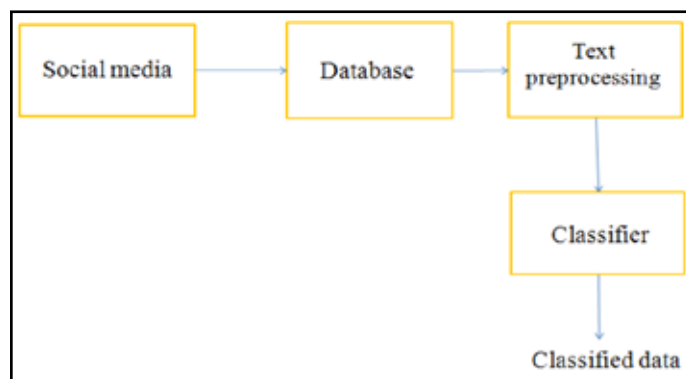 Social media
Database
Text
preprocessing
Classifier
Classified data